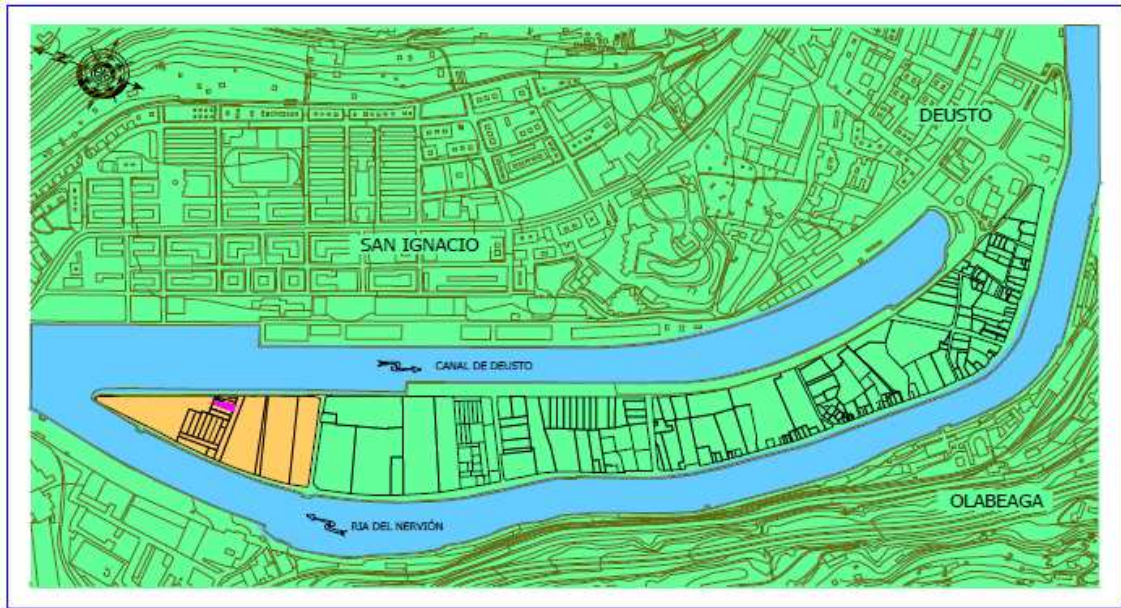 DEUSTO
SAN IGNACIO
CANAL DE DEUSTO
OLABEAGA
RIA DEL NERVIÓN